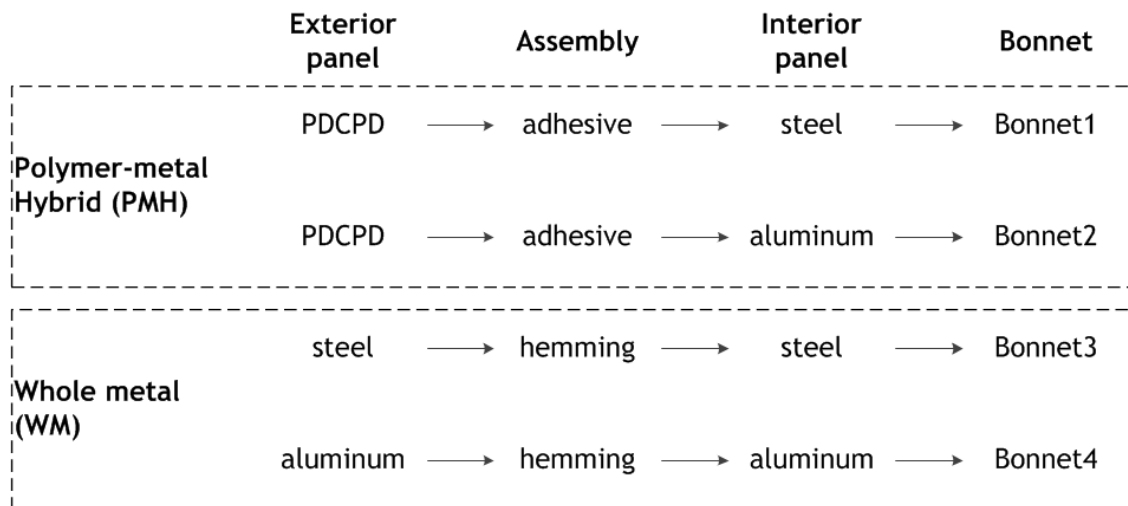 Exterior panel Assembly Interior panel Bonnet
PDCPD adhesive steel Bonnet1
Polymer-metal
Hybrid (PMH)
PDCPD adhesive aluminum Bonnet2
steel hemming steel Bonnet3
Whole metal
(WM)
aluminum hemming aluminum Bonnet4